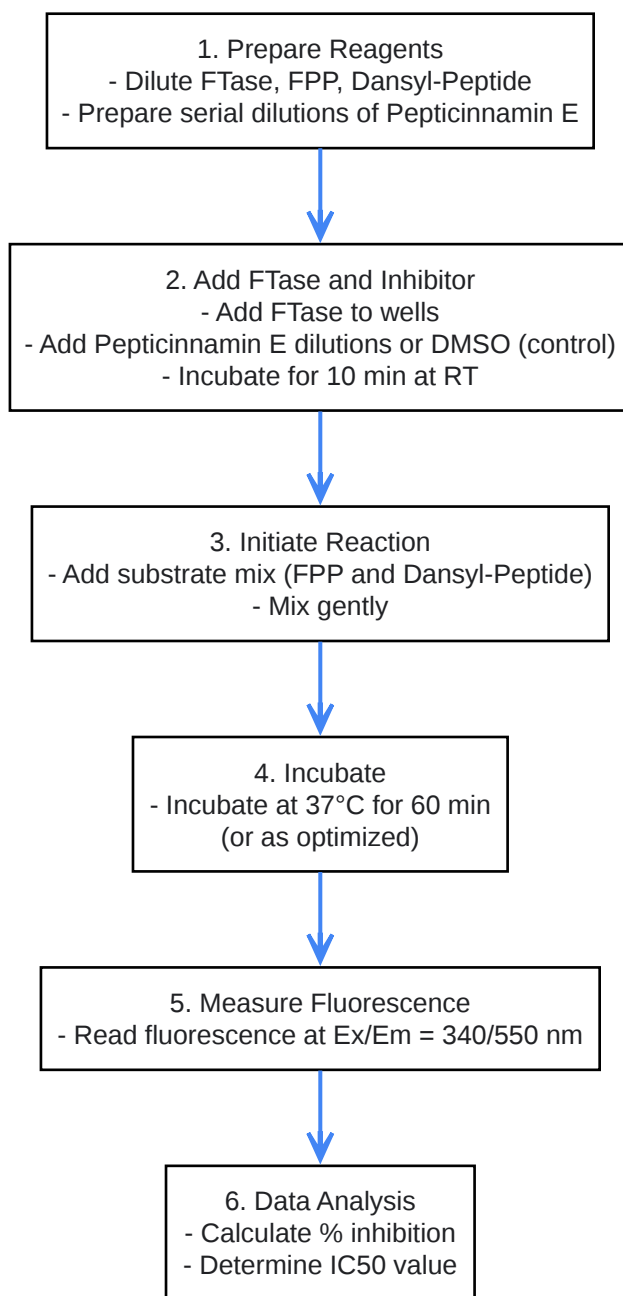 1. Prepare Reagents
- Dilute FTase, FPP, Dansyl-Peptide
- Prepare serial dilutions of Pepticinnamin E
2. Add FTase and Inhibitor
- Add FTase to wells
- Add Pepticinnamin E dilutions or DMSO (control)
- Incubate for 10 min at RT
3. Initiate Reaction
- Add substrate mix (FPP and Dansyl-Peptide)
- Mix gently
4. Incubate
- Incubate at 37°C for 60 min
(or as optimized)
5. Measure Fluorescence
- Read fluorescence at Ex/Em = 340/550 nm
6. Data Analysis
- Calculate % inhibition
- Determine IC50 value